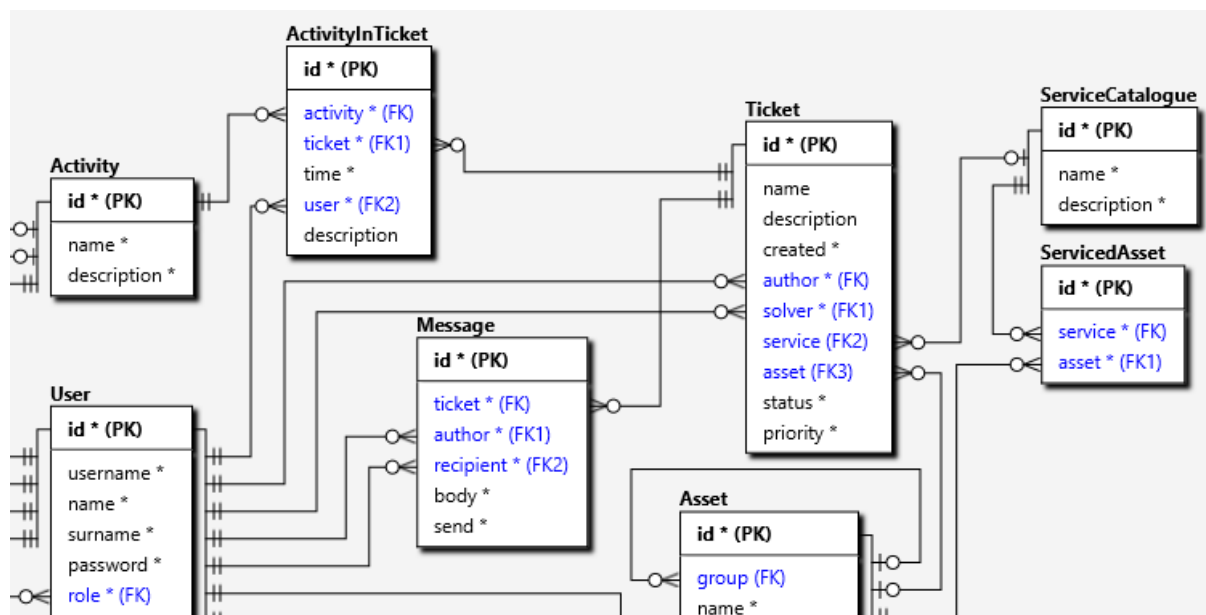 ActivityInTicket
id * (PK)
activity * (FK)
ticket * (FK1)
time *
user * (FK2)
description
Ticket
id * (PK)
name
description
created *
author * (FK)
solver * (FK1)
service (FK2)
asset (FK3)
status *
priority *
ServiceCatalogue
id * (PK)
name *
description *
Activity
id * (PK)
name *
description *
ServicedAsset
id * (PK)
service * (FK)
asset * (FK1)
Message
id * (PK)
ticket * (FK)
author * (FK1)
recipient * (FK2)
body *
send *
User
id * (PK)
username *
name *
surname *
password *
role * (FK)
Asset
id * (PK)
group (FK)
name *